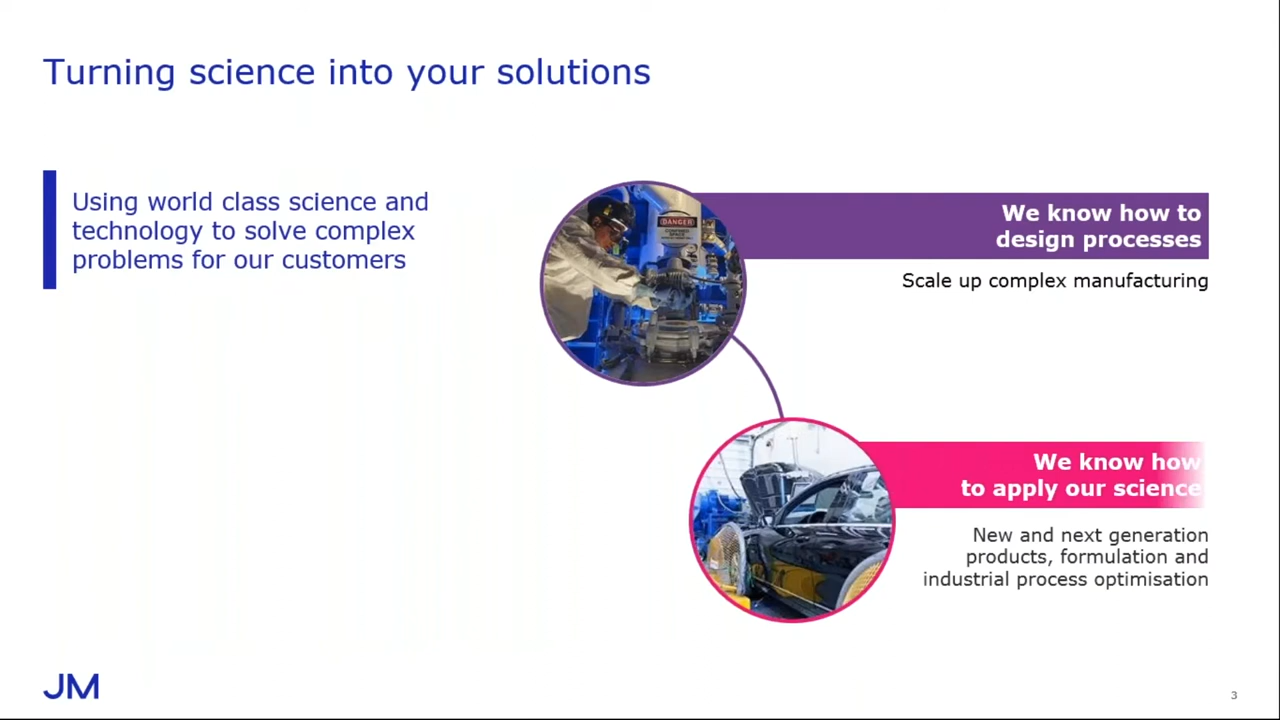 Turning science into your solutions
Using world class science and
technology to solve complex
problems for our customers
DANGER
We know how to
design processes
Scale up complex manufacturing
We know how
to apply our science
New and next generation
products, formulation and
industrial process optimisation
JM
3